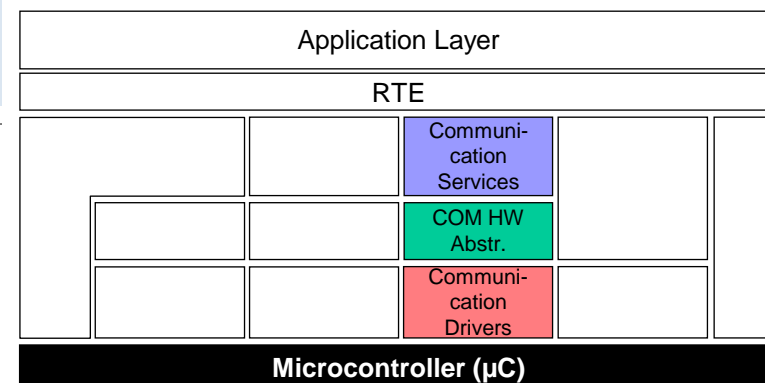 Application Layer
RTE
Communi-
cation
Services
COM HW
Abstr.
Communi-
cation
Drivers
Microcontroller (µC)